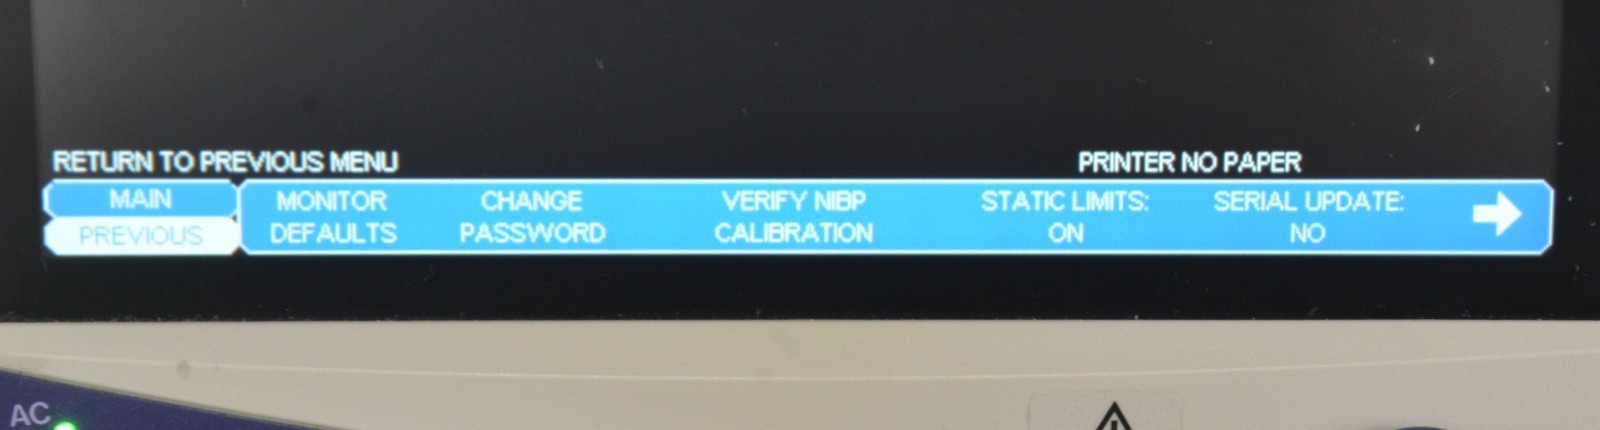 RETURN TO PREVIOUS MENU
PRINTER NO PAPER
MAIN
PREVIOUS
MONITOR
DEFAULTS
CHANGE
PASSWORD
VERIFY NIBP
CALIBRATION
STATIC LIMITS:
ON
SERIAL UPDATE:
NO
AC